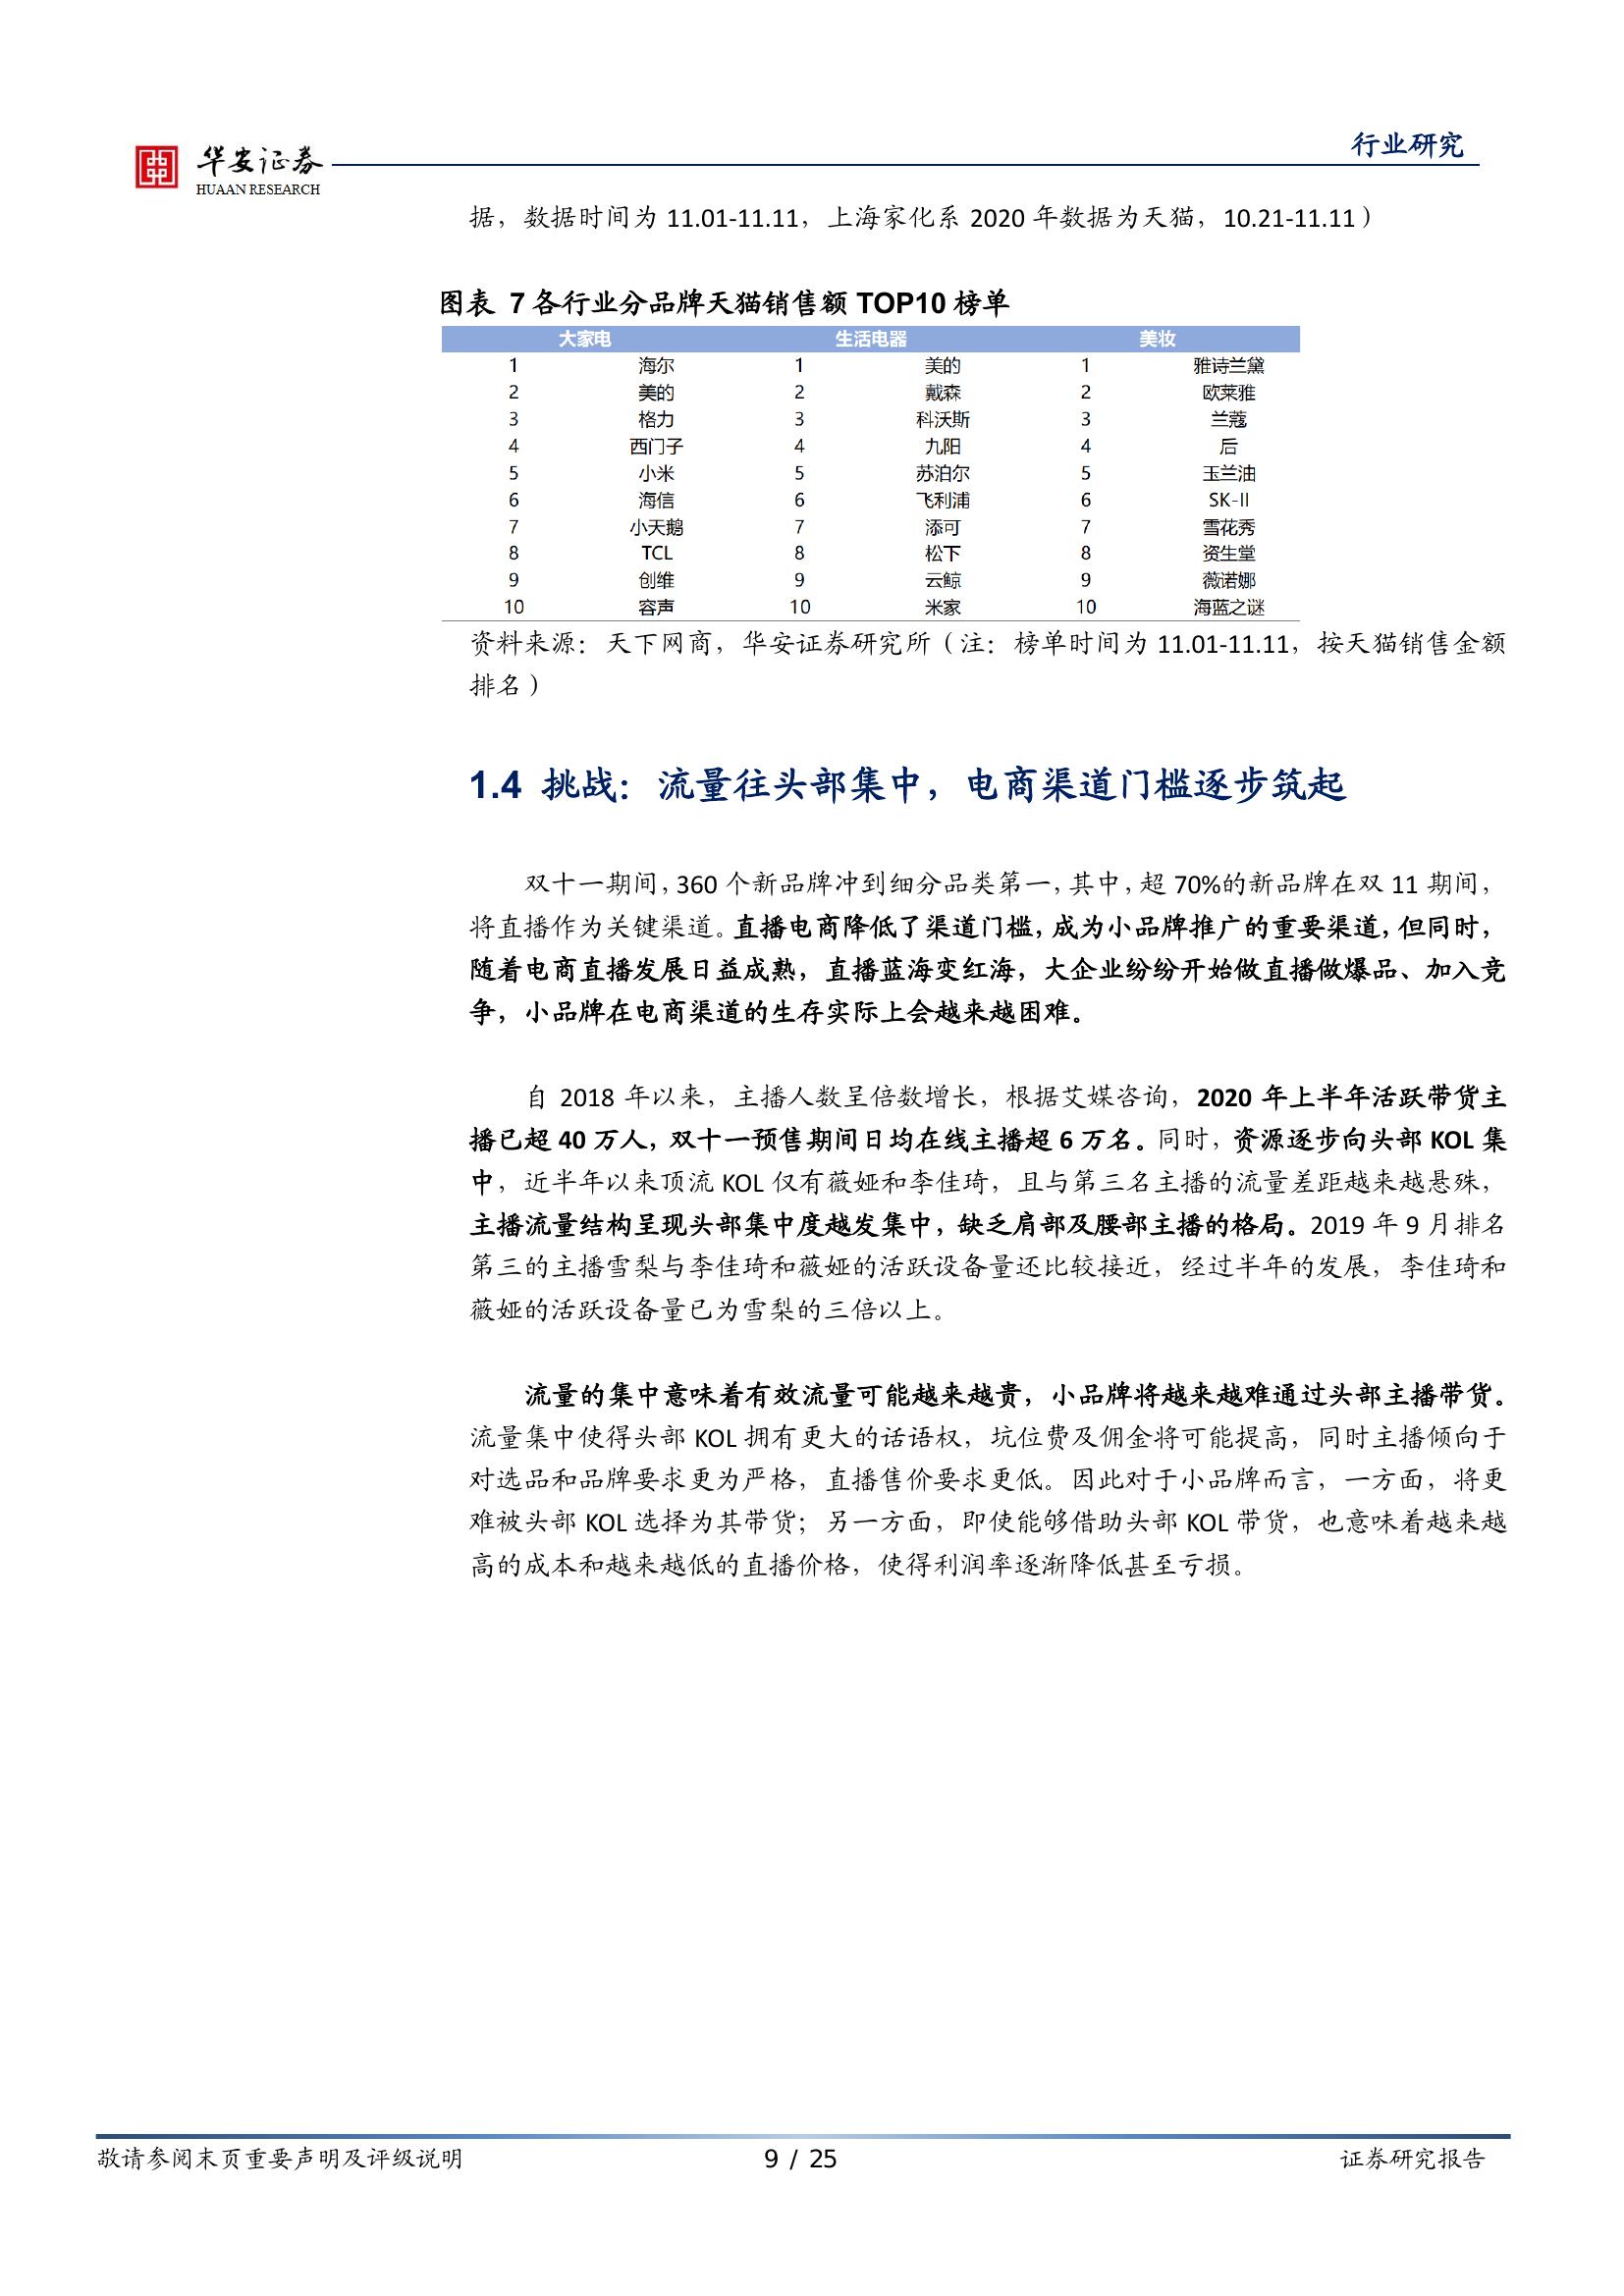 华安证券
HUAAN RESEARCH
行业研究
据，数据时间为 11.01-11.11，上海家化系 2020 年数据为天猫，10.21-11.11）
图表 7 各行业分品牌天猫销售额 TOP10 榜单
大家电 生活电器 美妆
1 海尔 1 美的 1 雅诗兰黛
2 美的 2 戴森 2 欧莱雅
3 格力 3 科沃斯 3 兰蔻
4 西门子 4 九阳 4 后
5 小米 5 苏泊尔 5 玉兰油
6 海信 6 飞利浦 6 SK-II
7 小天鹅 7 添可 7 雪花秀
8 TCL 8 松下 8 资生堂
9 创维 9 云鲸 9 薇诺娜
10 容声 10 米家 10 海蓝之谜
资料来源：天下网商，华安证券研究所（注：榜单时间为 11.01-11.11，按天猫销售金额
排名）
1.4 挑战：流量往头部集中，电商渠道门槛逐步筑起
双十一期间，360 个新品牌冲到细分品类第一，其中，超 70%的新品牌在双 11 期间，
将直播作为关键渠道。直播电商降低了渠道门槛，成为小品牌推广的重要渠道，但同时，
随着电商直播发展日益成熟，直播蓝海变红海，大企业纷纷开始做直播做爆品、加入竞
争，小品牌在电商渠道的生存实际上会越来越困难。
自 2018 年以来，主播人数呈倍数增长，根据艾媒咨询，2020 年上半年活跃带货主
播已超 40 万人，双十一预售期间日均在线主播超 6 万名。同时，资源逐步向头部 KOL 集
中，近半年以来顶流 KOL 仅有薇娅和李佳琦，且与第三名主播的流量差距越来越悬殊，
主播流量结构呈现头部集中度越发集中，缺乏肩部及腰部主播的格局。2019 年 9 月排名
第三的主播雪梨与李佳琦和薇娅的活跃设备量还比较接近，经过半年的发展，李佳琦和
薇娅的活跃设备量已为雪梨的三倍以上。
流量的集中意味着有效流量可能越来越贵，小品牌将越来越难通过头部主播带货。
流量集中使得头部 KOL 拥有更大的话语权，坑位费及佣金将可能提高，同时主播倾向于
对选品和品牌要求更为严格，直播售价要求更低。因此对于小品牌而言，一方面，将更
难被头部 KOL 选择为其带货；另一方面，即使能够借助头部 KOL 带货，也意味着越来越
高的成本和越来越低的直播价格，使得利润率逐渐降低甚至亏损。
敬请参阅末页重要声明及评级说明 9 / 25 证券研究报告